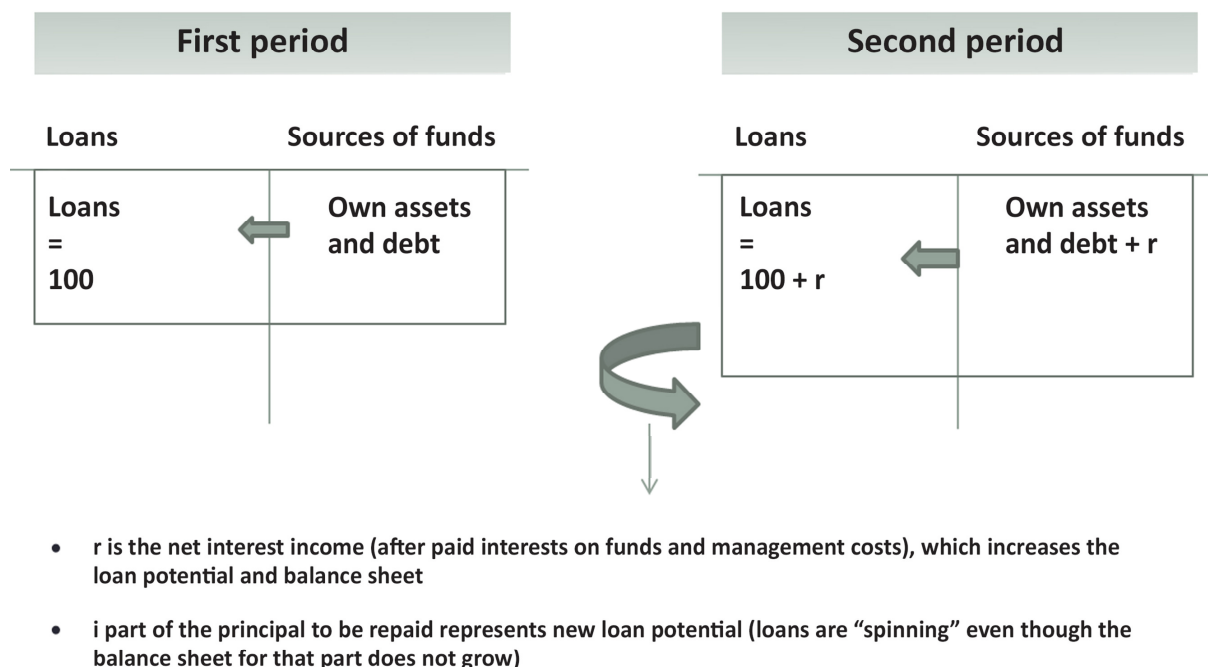 First period
Second period
Loans
Sources of funds
Loans
Sources of funds
Loans
=
100
Own assets
and debt
Loans
=
100 + r
Own assets
and debt + r
• r is the net interest income (after paid interests on funds and management costs), which increases the
loan potential and balance sheet
• i part of the principal to be repaid represents new loan potential (loans are “spinning” even though the
balance sheet for that part does not grow)